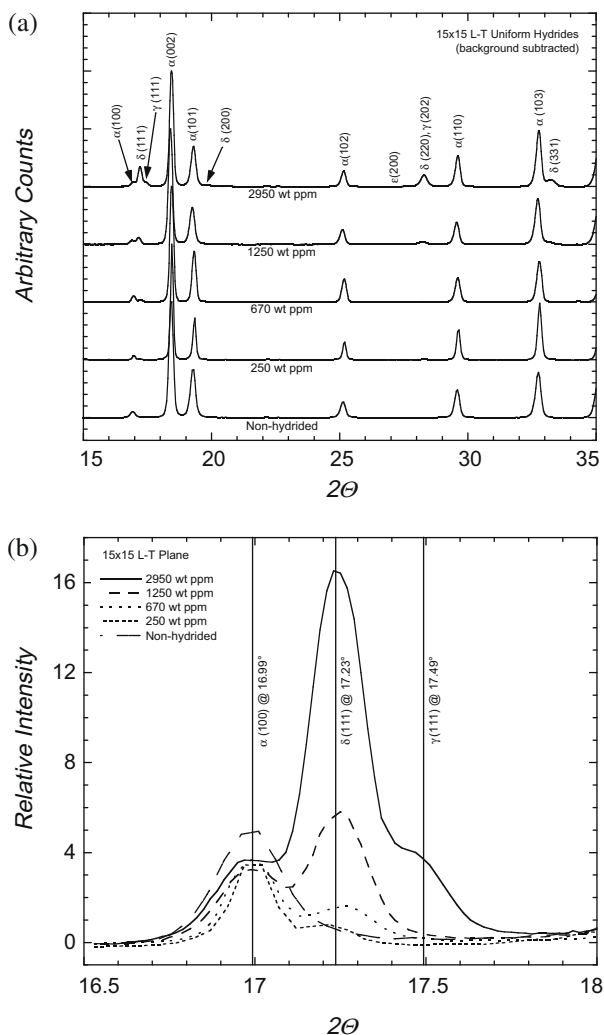 (a)
15x15 L-T Uniform Hydrides
(background subtracted)
α(100)
δ(111)
γ(111)
α(002)
α(101)
δ(200)
α(102)
ε(200)
δ(220), γ(202)
α(110)
α(103)
δ(331)
2950 wt ppm
1250 wt ppm
670 wt ppm
250 wt ppm
Non-hydrided
Arbitrary Counts
15 20 25 30 35
2Θ
(b)
15x15 L-T Plane
2950 wt ppm
1250 wt ppm
670 wt ppm
250 wt ppm
Non-hydrided
α (100) @ 16.99°
δ (111) @ 17.23°
γ (111) @ 17.49°
Relative Intensity
16
12
8
4
0
16.5 17 17.5 18
2Θ